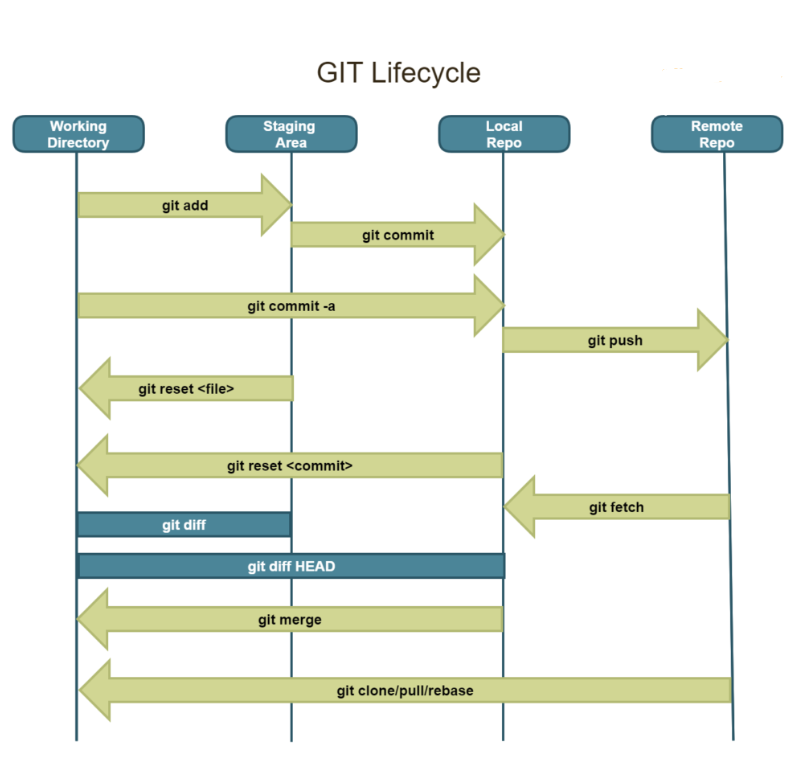 GIT Lifecycle
Working
Directory
Staging
Area
Local
Repo
Remote
Repo
git add
git commit
git commit -a
git push
git reset <file>
git reset <commit>
git fetch
git diff
git diff HEAD
git merge
git clone/pull/rebase